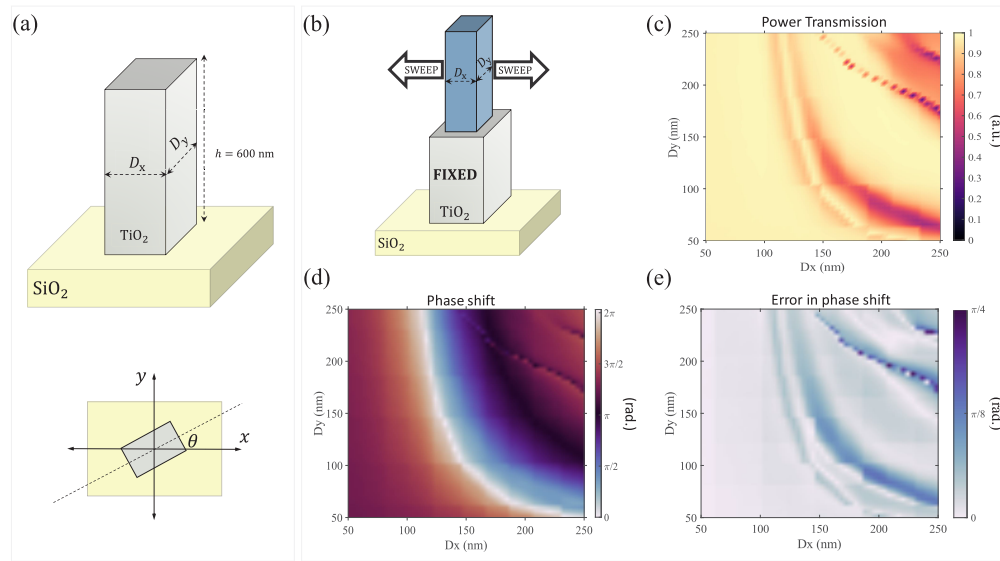 (a)
D_x
D_y
h = 600 nm
TiO₂
SiO₂
y
x
θ
(b)
SWEEP
D_x
D_y
SWEEP
FIXED
TiO₂
SiO₂
(c)
Power Transmission
250
200
150
100
50
Dy (nm)
50
100
150
200
250
Dx (nm)
1
0.9
0.8
0.7
0.6
0.5
0.4
0.3
0.2
0.1
0
(a.u.)
(d)
Phase shift
250
200
150
100
50
Dy (nm)
50
100
150
200
250
Dx (nm)
2π
3π/2
π
π/2
0
(rad.)
(e)
Error in phase shift
250
200
150
100
50
Dy (nm)
50
100
150
200
250
Dx (nm)
π/4
π/8
0
(rad.)